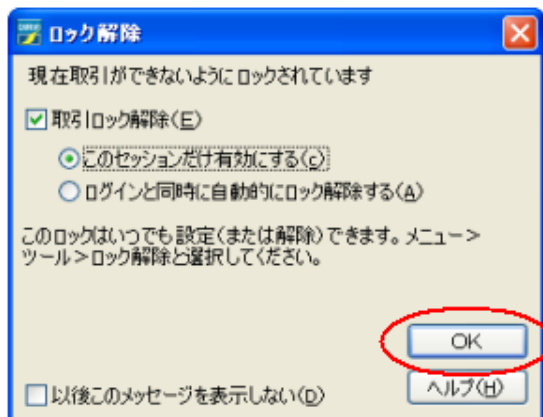 ロック解除
現在取引ができないようにロックされています
取引ロック解除(E)
このセッションだけ有効にする(c)
ログインと同時に自動的にロック解除する(A)
このロックはいつでも設定(または解除)できます。メニュー>
ツール>ロック解除と選択してください。
OK
以後このメッセージを表示しない(D)
ヘルプ(H)